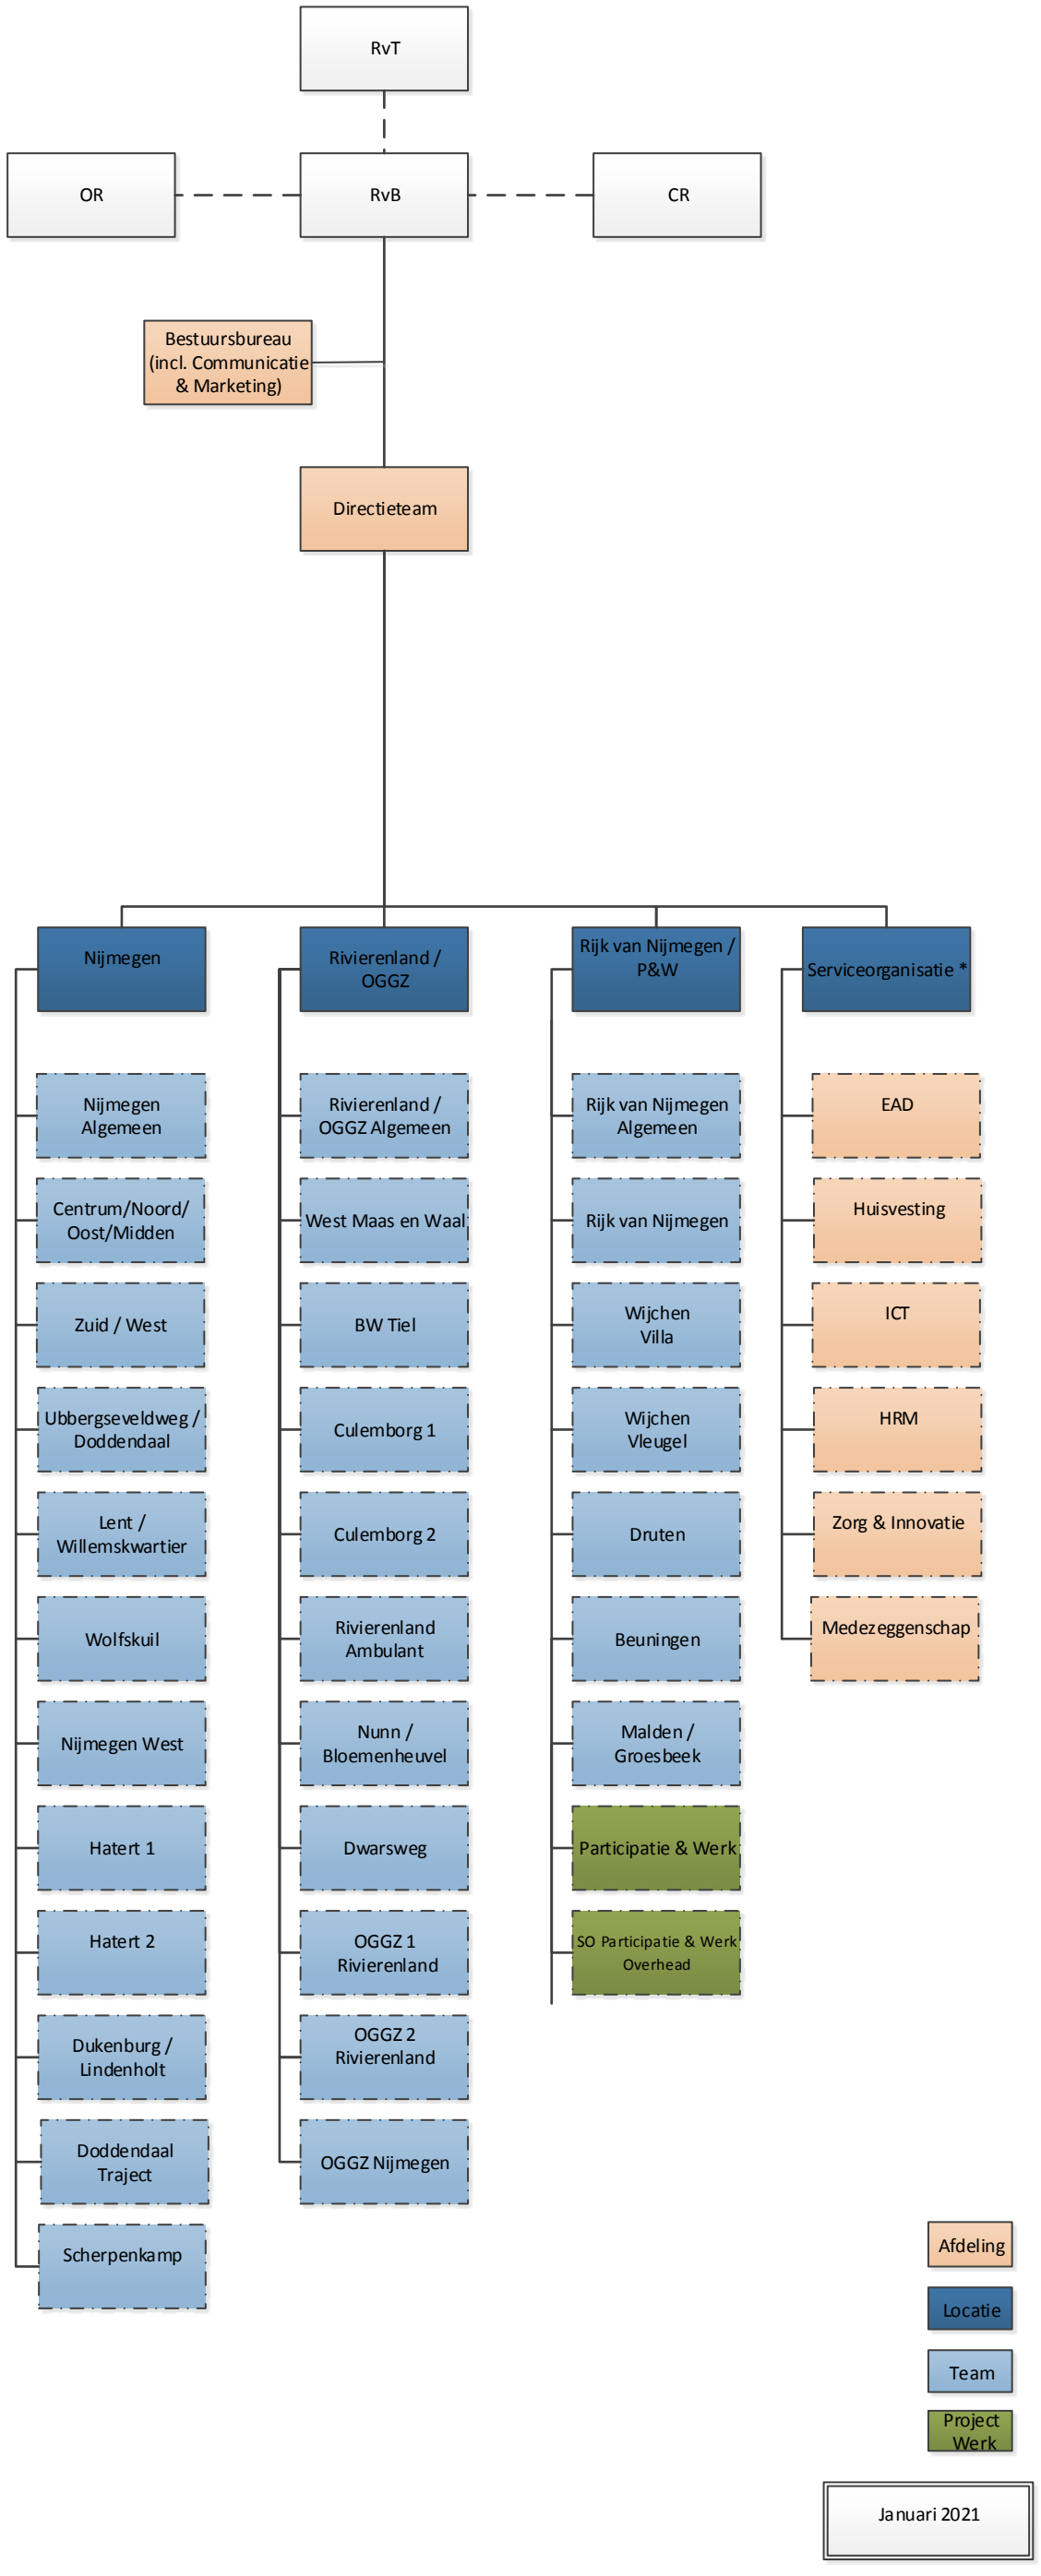 RvT
OR
RvB
CR
Bestuursbureau
(incl. Communicatie
& Marketing)
Directieteam
Nijmegen
Rivierenland /
OGGZ
Rijk van Nijmegen /
P&W
Serviceorganisatie *
Nijmegen
Algemeen
Centrum/Noord/
Oost/Midden
Zuid / West
Ubbergseveldweg /
Doddendaal
Lent /
Willemskwartier
Wolfskuil
Nijmegen West
Hatert 1
Hatert 2
Dukenburg /
Lindenholt
Doddendaal
Traject
Scherpenkamp
Rivierenland /
OGGZ Algemeen
West Maas en Waal
BW Tiel
Culemborg 1
Culemborg 2
Rivierenland
Ambulant
Nunn /
Bloemenheuvel
Dwarsweg
OGGZ 1
Rivierenland
OGGZ 2
Rivierenland
OGGZ Nijmegen
Rijk van Nijmegen
Algemeen
Rijk van Nijmegen
Wijchen
Villa
Wijchen
Vleugel
Druten
Beuningen
Malden /
Groesbeek
Participatie & Werk
SO Participatie & Werk
Overhead
EAD
Huisvesting
ICT
HRM
Zorg & Innovatie
Medezeggenschap
Afdeling
Locatie
Team
Project
Werk
Januari 2021